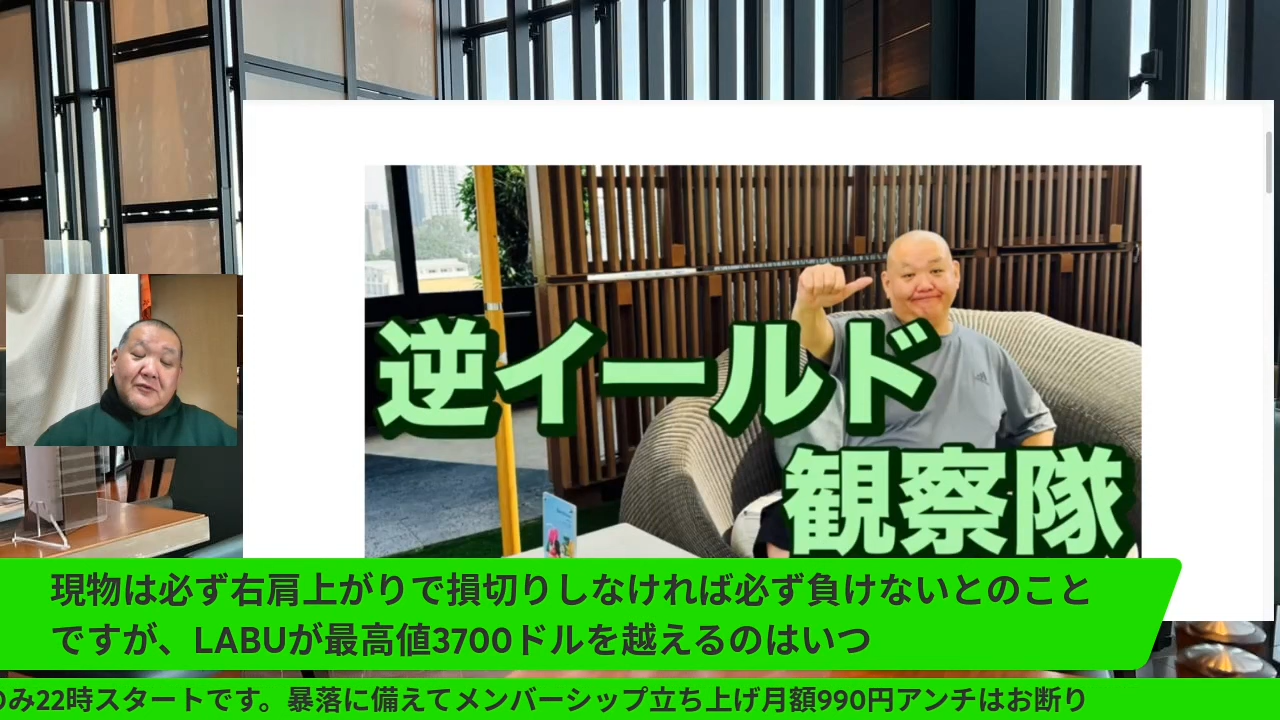 逆イールド
観察隊
現物は必ず右肩上がりで損切りしなければ必ず負けないとのこと
ですが、LABUが最高値3700ドルを越えるのはいつ
のみ22時スタートです。暴落に備えてメンバーシップ立ち上げ月額990円アンチはお断り